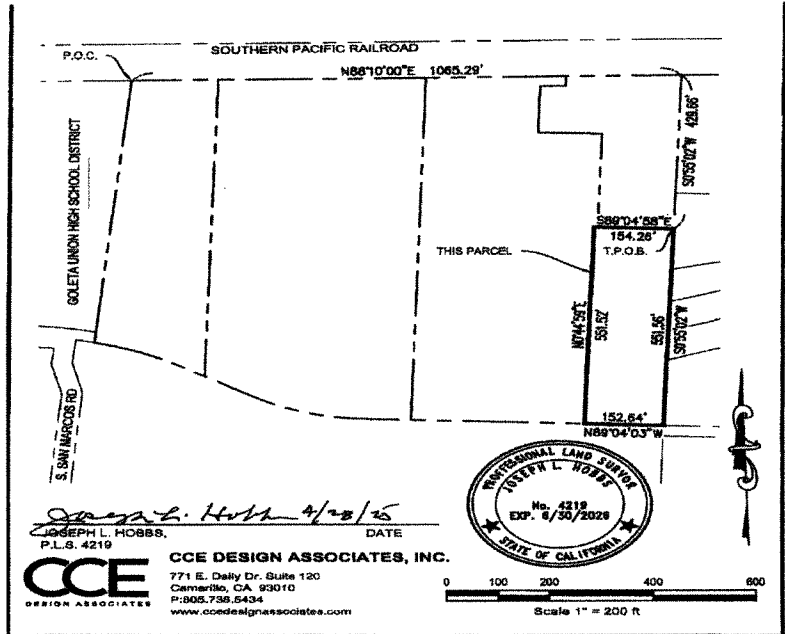 SOUTHERN PACIFIC RAILROAD
P.O.C.
N88°10'00"E 1065.29'
GOLETA UNION HIGH SCHOOL DISTRICT
S0°55'02"W 429.66'
S89°04'58"E
154.26'
T.P.O.B.
THIS PARCEL
N0°44'59"E
551.52'
551.56'
S0°55'02"W
152.64'
N89°04'03"W
S. SAN MARCOS RD
PROFESSIONAL LAND SURVYOR
JOSEPH L. HOBBS
No. 4219
EXP. 6/30/2026
STATE OF CALIFORNIA
Joseph L. Hobbs 4/28/25
JOSEPH L. HOBBS, DATE
P.L.S. 4219
CCE
DESIGN ASSOCIATES
CCE DESIGN ASSOCIATES, INC.
771 E. Daily Dr. Suite 120
Camarillo, CA 93010
P:805.738.5434
www.ccedesignassociates.com
0 100 200 400 600
Scale 1" = 200 ft